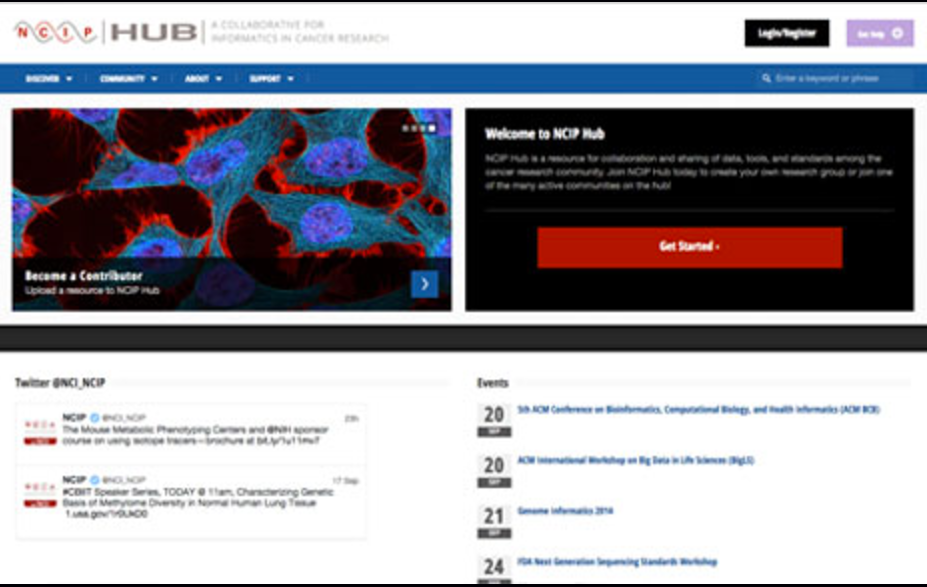 NCIP HUB A COLLABORATIVE FOR
INFORMATICS IN CANCER RESEARCH
Login/Register
Get Help
DISCOVER COMMUNITY ABOUT SUPPORT
Enter a keyword or phrase
Become a Contributor
Upload a resource to NCIP Hub
Welcome to NCIP Hub
NCIP Hub is a resource for collaboration and sharing of data, tools, and standards among the
cancer research community. Join NCIP Hub today to create your own research group or join one
of the many active communities on the hub!
Get Started ›
Twitter @NCI_NCIP
NCIP @NCI_NCIP 23h
The Mouse Metabolic Phenotyping Centers and @NIH sponsor
course on using isotope tracers—brochure at
NCIP @NCI_NCIP 17 Sep
#CBIIT Speaker Series, TODAY @ 11am, Characterizing Genetic
Basis of Methylome Diversity in Normal Human Lung Tissue
Events
20 SEP
5th ACM Conference on Bioinformatics, Computational Biology, and Health Informatics (ACM BCB)
20 SEP
ACM International Workshop on Big Data in Life Sciences (BigLS)
21 SEP
Genome Informatics 2014
24
FDA Next Generation Sequencing Standards Workshop